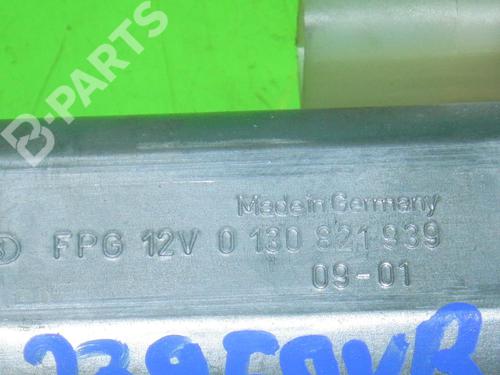 B-PARTS
Made in Germany
FPG 12V 0 130 821 939
09-01